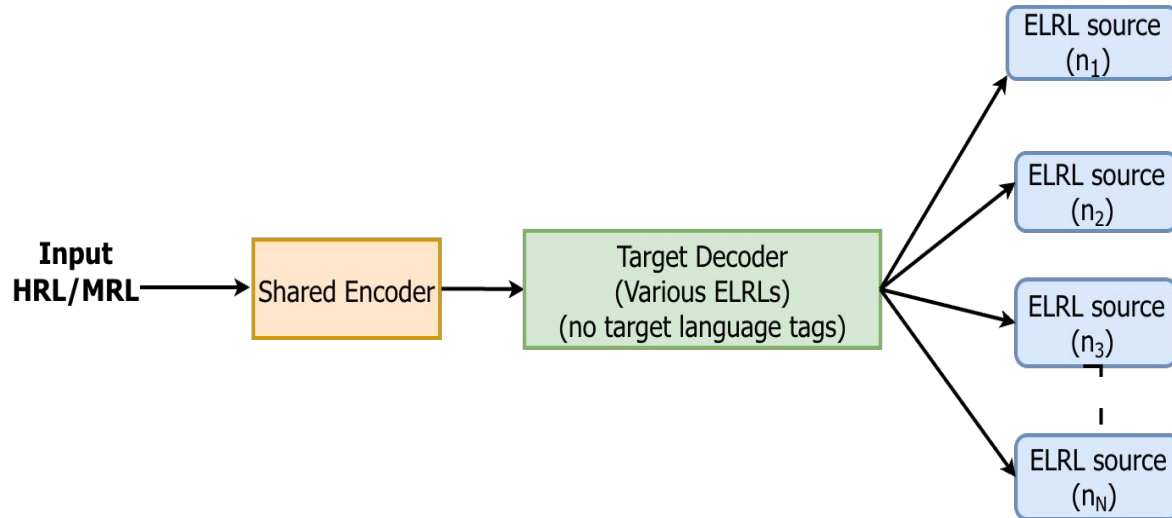 Input
HRL/MRL
Shared Encoder
Target Decoder
(Various ELRLs)
(no target language tags)
ELRL source
(n₁)
ELRL source
(n₂)
ELRL source
(n₃)
ELRL source
(n_N)